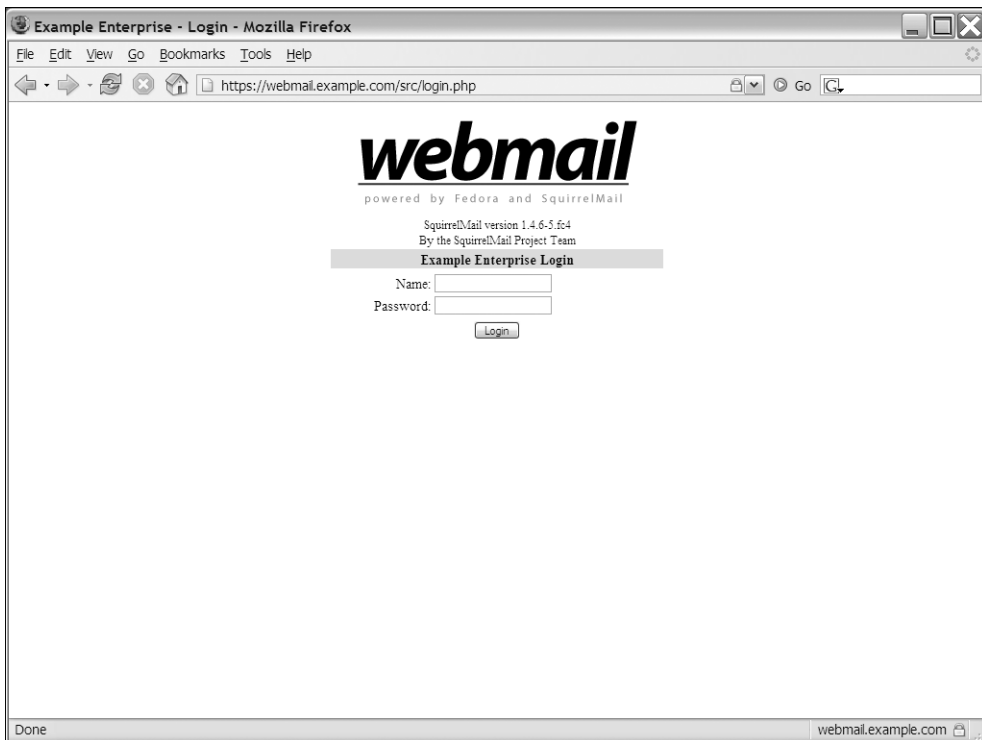 Example Enterprise - Login - Mozilla Firefox
File Edit View Go Bookmarks Tools Help
https://webmail.example.com/src/login.php Go G
webmail
powered by Fedora and SquirrelMail
SquirrelMail version 1.4.6-5.fc4
By the SquirrelMail Project Team
Example Enterprise Login
Name:
Password:
Login
Done webmail.example.com